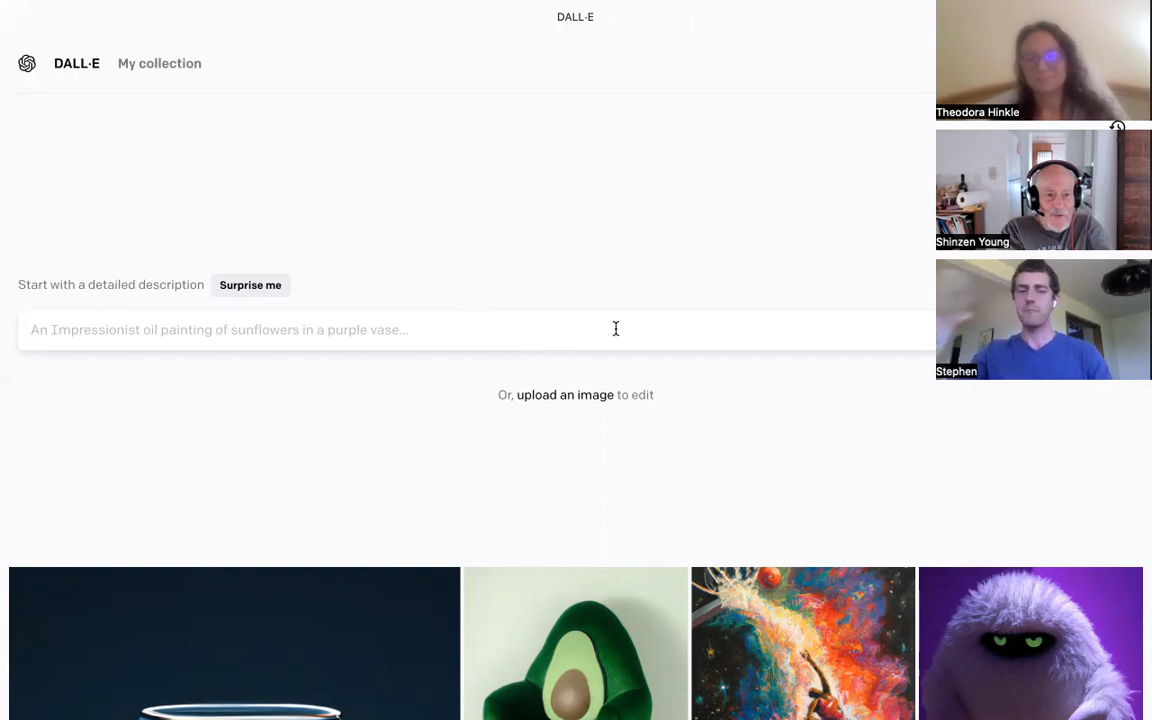 DALL·E
DALL·E My collection
Theodora Hinkle
Shinzen Young
Start with a detailed description Surprise me
An Impressionist oil painting of sunflowers in a purple vase...
Stephen
Or, upload an image to edit